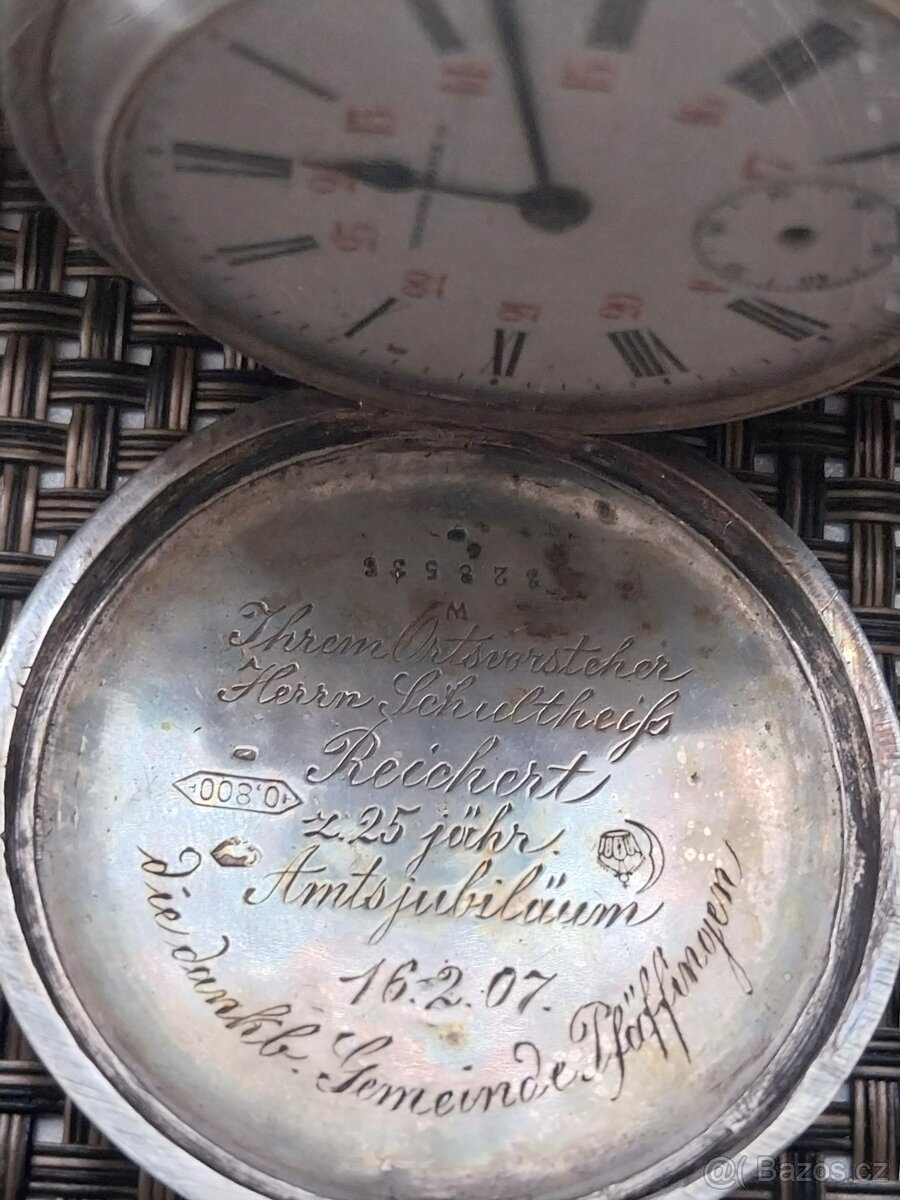 W
Ihrem Ortsvorsteher
Herrn Schultheiß
Reichert
0,800
z. 25 jähr.
Amtsjubiläum
16.2.07.
die dankb. Gemeinde Pfäffingen
@( Bazos.cz